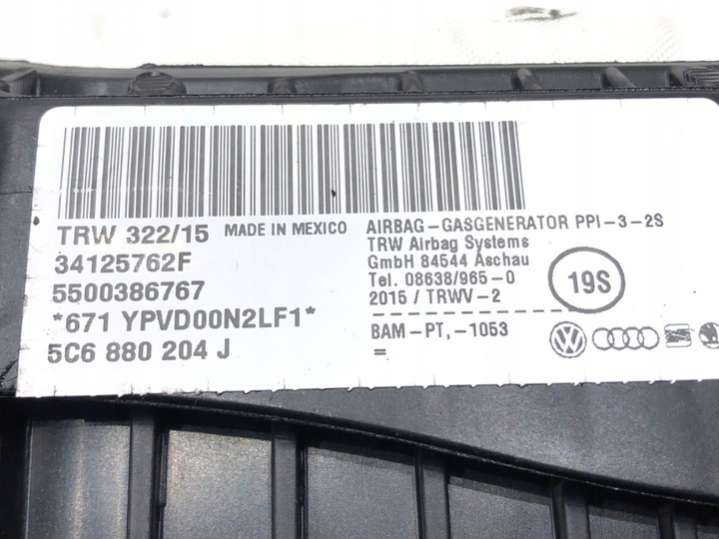 TRW 322/15 MADE IN MEXICO
34125762F
5500386767
*671 YPVD00N2LF1*
5C6 880 204 J
AIRBAG-GASGENERATOR PPI-3-2S
TRW Airbag Systems
GmbH 84544 Aschau
Tel. 08638/965-0
2015 / TRWV-2
19S
BAM-PT,-1053
=